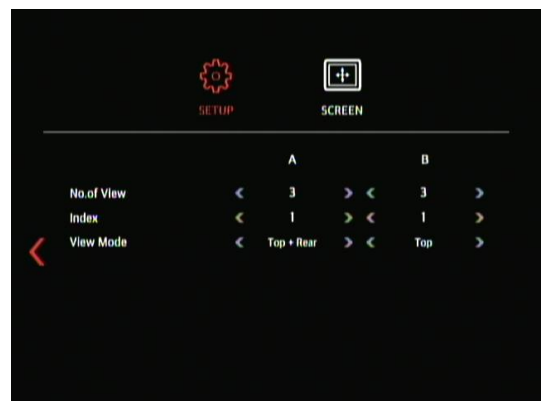 SETUP SCREEN
A B
No.of View 3 3
Index 1 1
View Mode Top + Rear Top